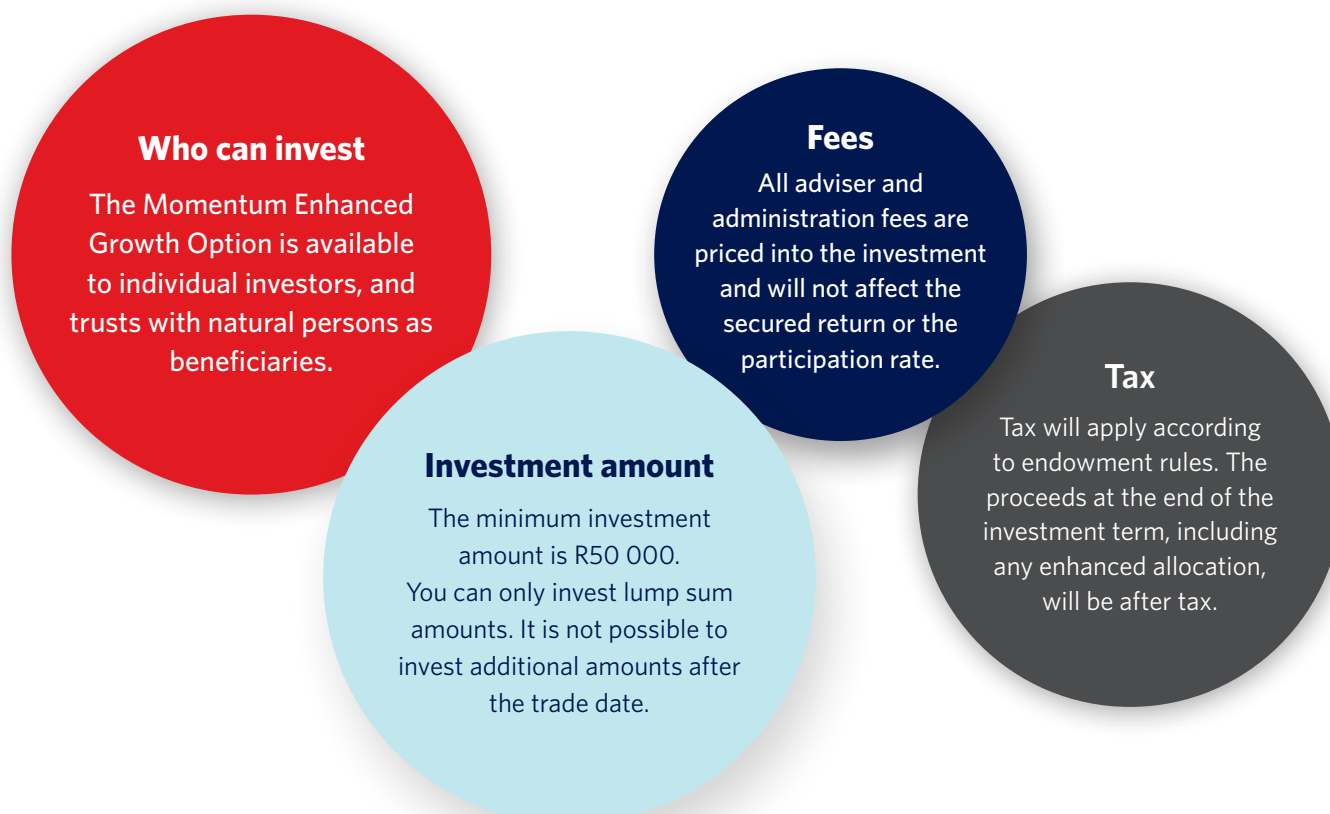 Who can invest
The Momentum Enhanced
Growth Option is available
to individual investors, and
trusts with natural persons as
beneficiaries.
Investment amount
The minimum investment
amount is R50 000.
You can only invest lump sum
amounts. It is not possible to
invest additional amounts after
the trade date.
Fees
All adviser and
administration fees are
priced into the investment
and will not affect the
secured return or the
participation rate.
Tax
Tax will apply according
to endowment rules. The
proceeds at the end of the
investment term, including
any enhanced allocation,
will be after tax.